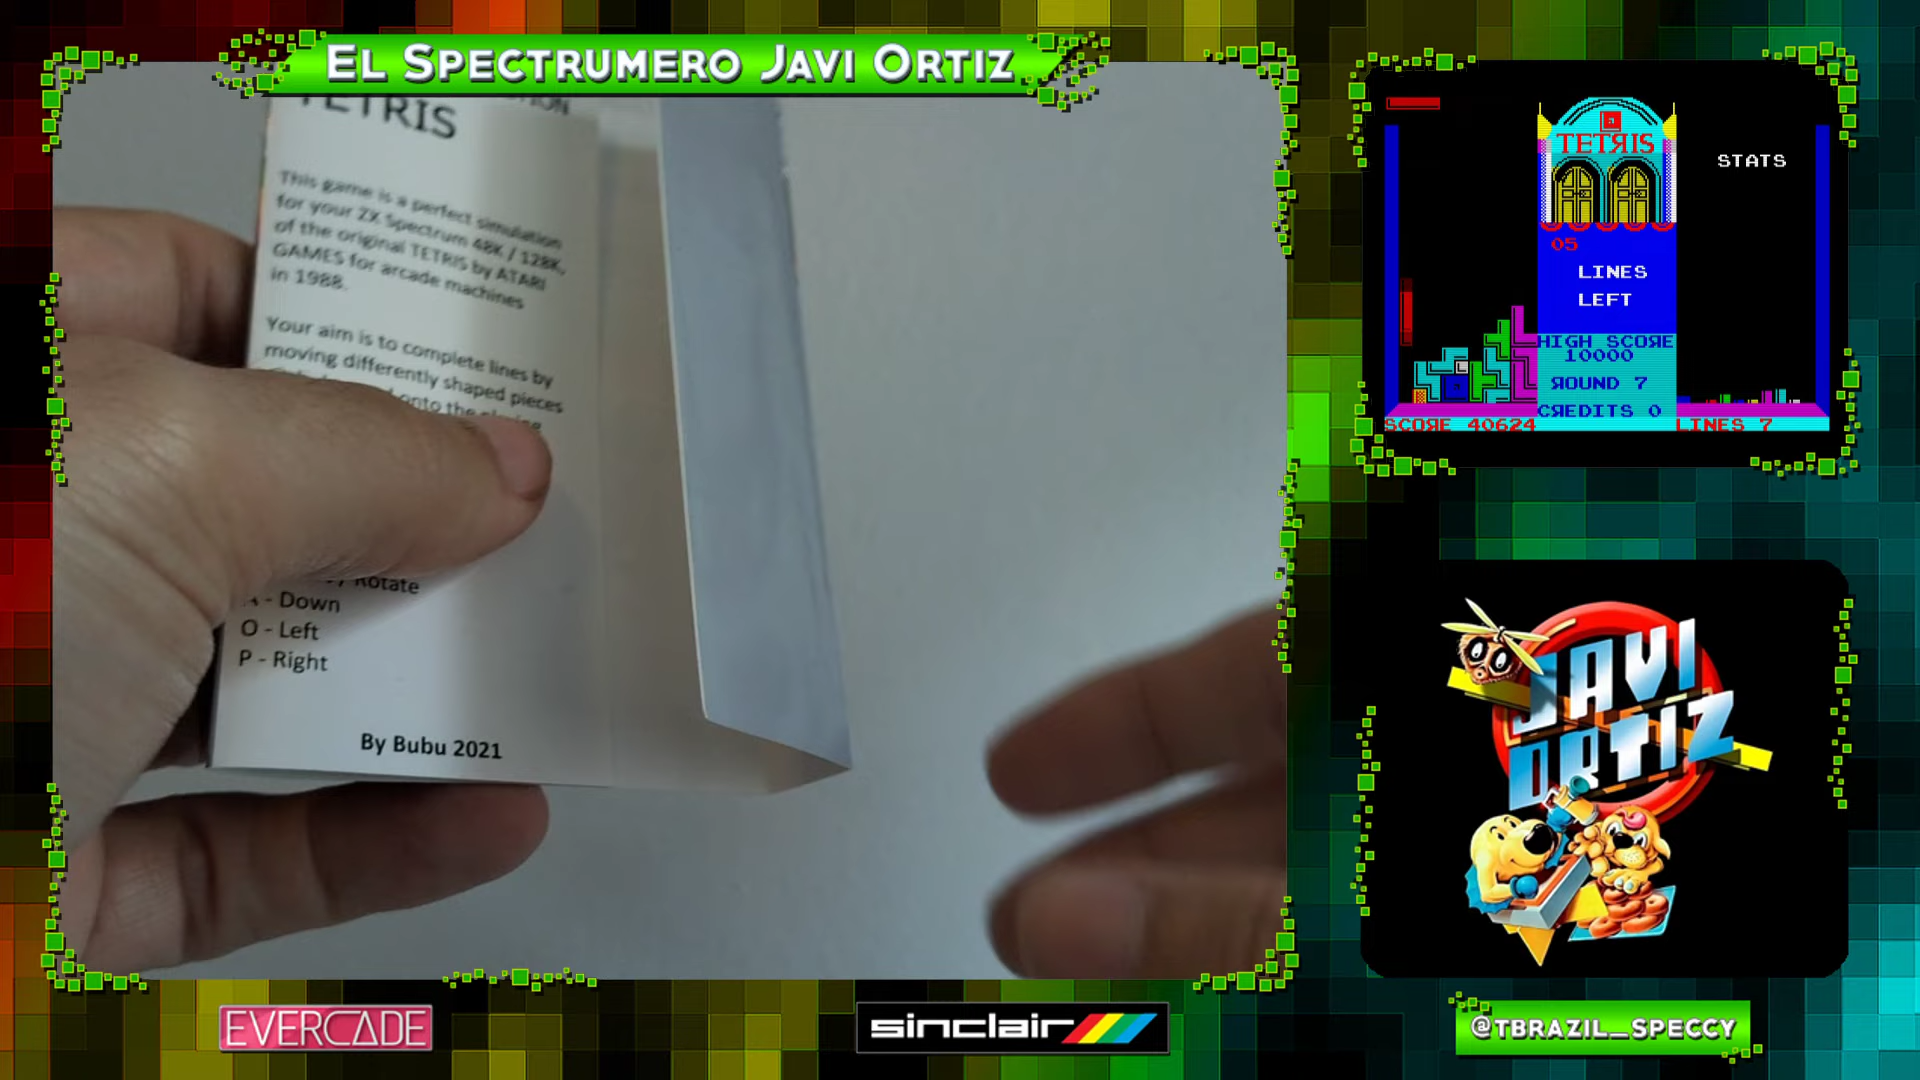 EL SPECTRUMERO JAVI ORTIZ
TETRIS
This game is a perfect simulation
for your ZX Spectrum 48K / 128K,
of the original TETRIS by ATARI
GAMES for arcade machines
in 1988.
Your aim is to complete lines by
moving differently shaped pieces
onto the
Rotate
- Down
O - Left
P - Right
By Bubu 2021
TETRIS
STATS
05
LINES
LEFT
HIGH SCORE
10000
ROUND 7
CREDITS 0
SCORE 40624
LINES 7
JAVI
ORTIZ
EVERCADE
sinclair
@TBRAZIL_SPECCY